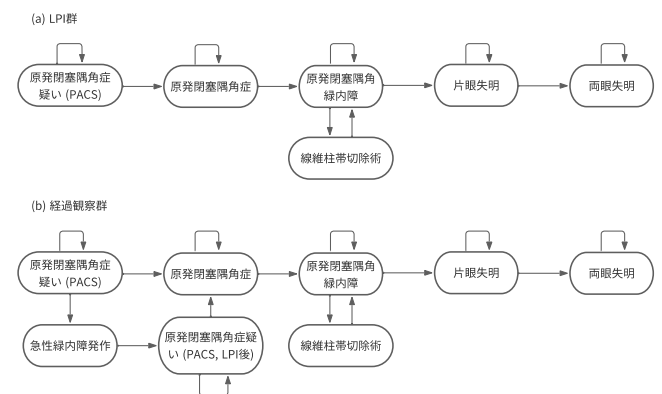 (a) LPI群
原発閉塞隅角症
疑い (PACS)
原発閉塞隅角症
原発閉塞隅角
緑内障
片眼失明
両眼失明
線維柱帯切除術
(b) 経過観察群
原発閉塞隅角症
疑い (PACS)
原発閉塞隅角症
原発閉塞隅角
緑内障
片眼失明
両眼失明
急性緑内障発作
原発閉塞隅角症疑
い (PACS, LPI後)
線維柱帯切除術